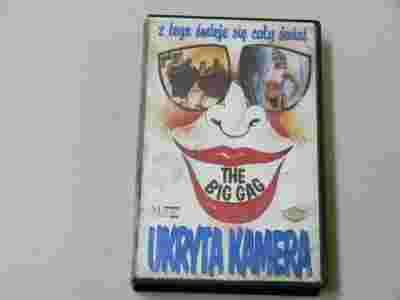 z tego śmieje się cały świat
THE
BIG GAG
UKRYTA KAMERA